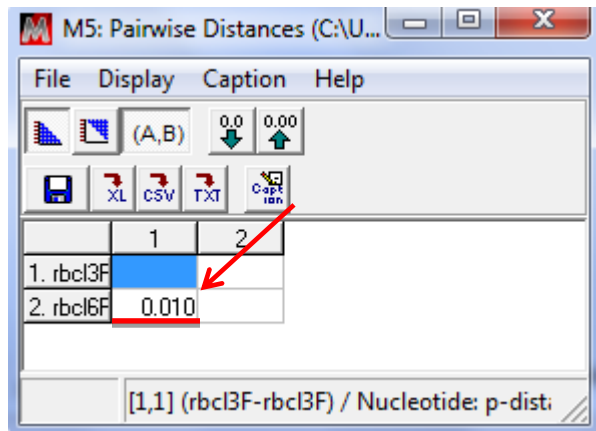 M5: Pairwise Distances (C:\U...
File Display Caption Help
(A,B) 0.0 0.00
XL CSV TXT Capt ion
1 2
1. rbcl3F
2. rbcl6F 0.010
[1,1] (rbcl3F-rbcl3F) / Nucleotide: p-dist